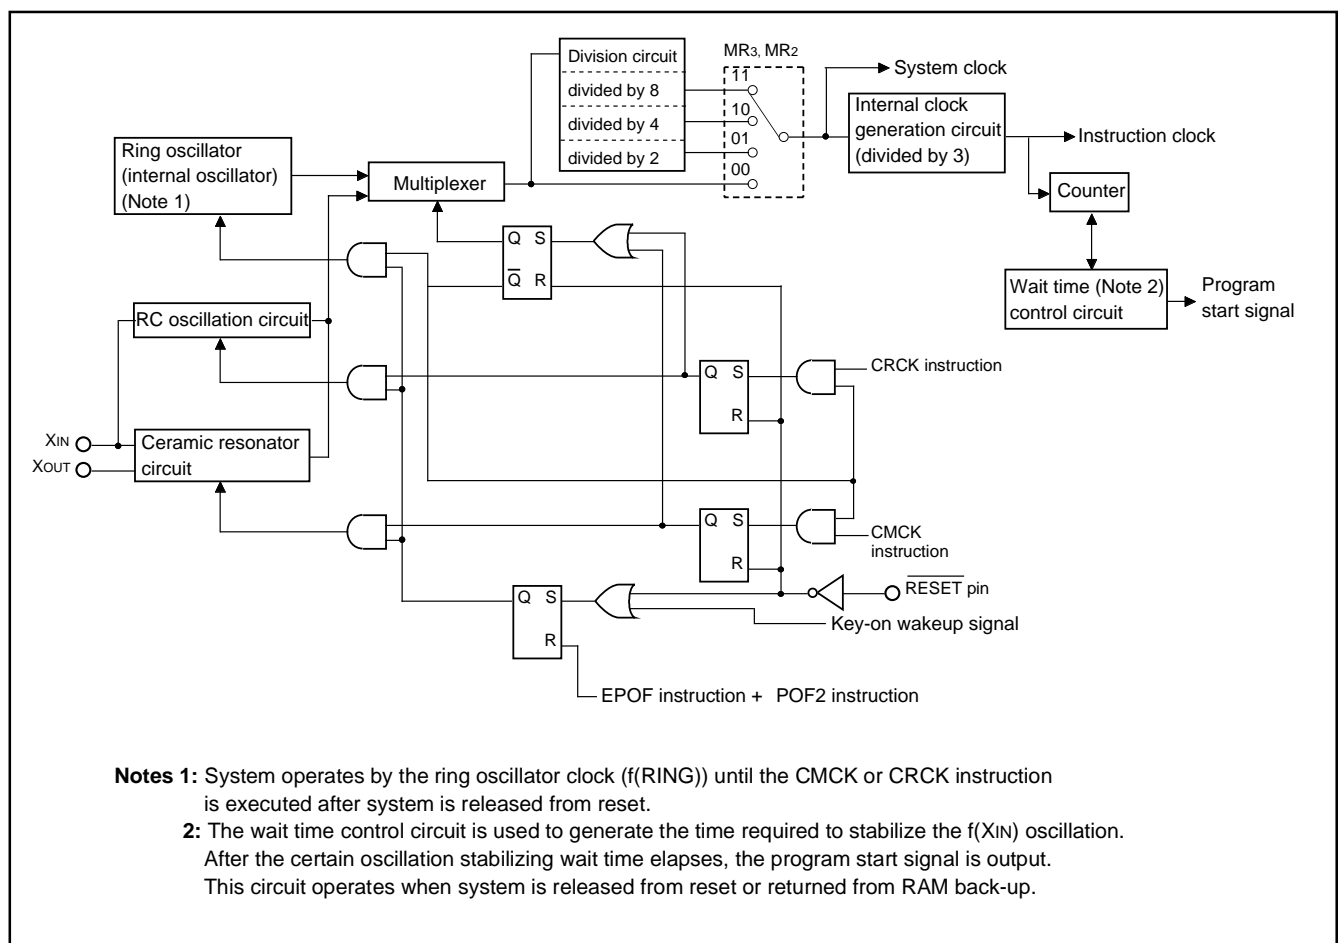 Division circuit
divided by 8
divided by 4
divided by 2
MR3, MR2
11
10
01
00
System clock
Internal clock
generation circuit
(divided by 3)
Instruction clock
Counter
Wait time (Note 2)
control circuit
Program
start signal
Ring oscillator
(internal oscillator)
(Note 1)
Multiplexer
Q S
Q R
RC oscillation circuit
Q S
R
CRCK instruction
XIN
XOUT
Ceramic resonator
circuit
Q S
R
CMCK
instruction
RESET pin
Q S
R
Key-on wakeup signal
EPOF instruction + POF2 instruction
Notes 1: System operates by the ring oscillator clock (f(RING)) until the CMCK or CRCK instruction
is executed after system is released from reset.
2: The wait time control circuit is used to generate the time required to stabilize the f(XIN) oscillation.
After the certain oscillation stabilizing wait time elapses, the program start signal is output.
This circuit operates when system is released from reset or returned from RAM back-up.